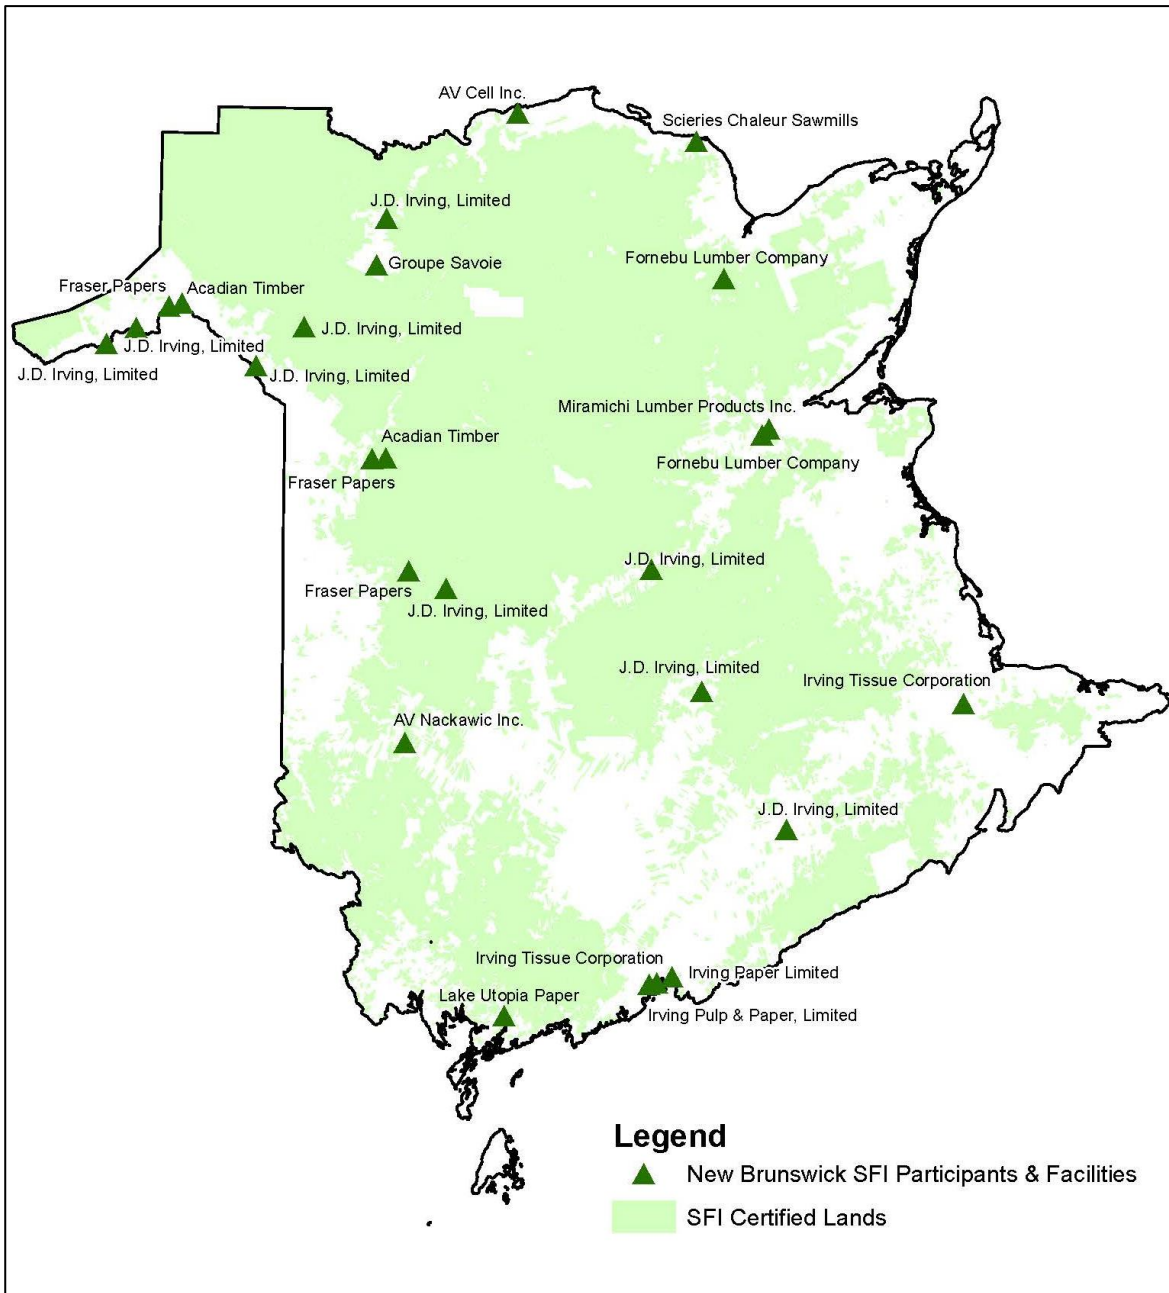 AV Cell Inc.
Scieries Chaleur Sawmills
J.D. Irving, Limited
Groupe Savoie
Fornebu Lumber Company
Fraser Papers
Acadian Timber
J.D. Irving, Limited
J.D. Irving, Limited
J.D. Irving, Limited
J.D. Irving, Limited
Miramichi Lumber Products Inc.
Acadian Timber
Fornebu Lumber Company
Fraser Papers
J.D. Irving, Limited
Fraser Papers
J.D. Irving, Limited
J.D. Irving, Limited
Irving Tissue Corporation
AV Nackawic Inc.
J.D. Irving, Limited
Irving Tissue Corporation
Irving Paper Limited
Lake Utopia Paper
Irving Pulp & Paper, Limited
Legend
New Brunswick SFI Participants & Facilities
SFI Certified Lands